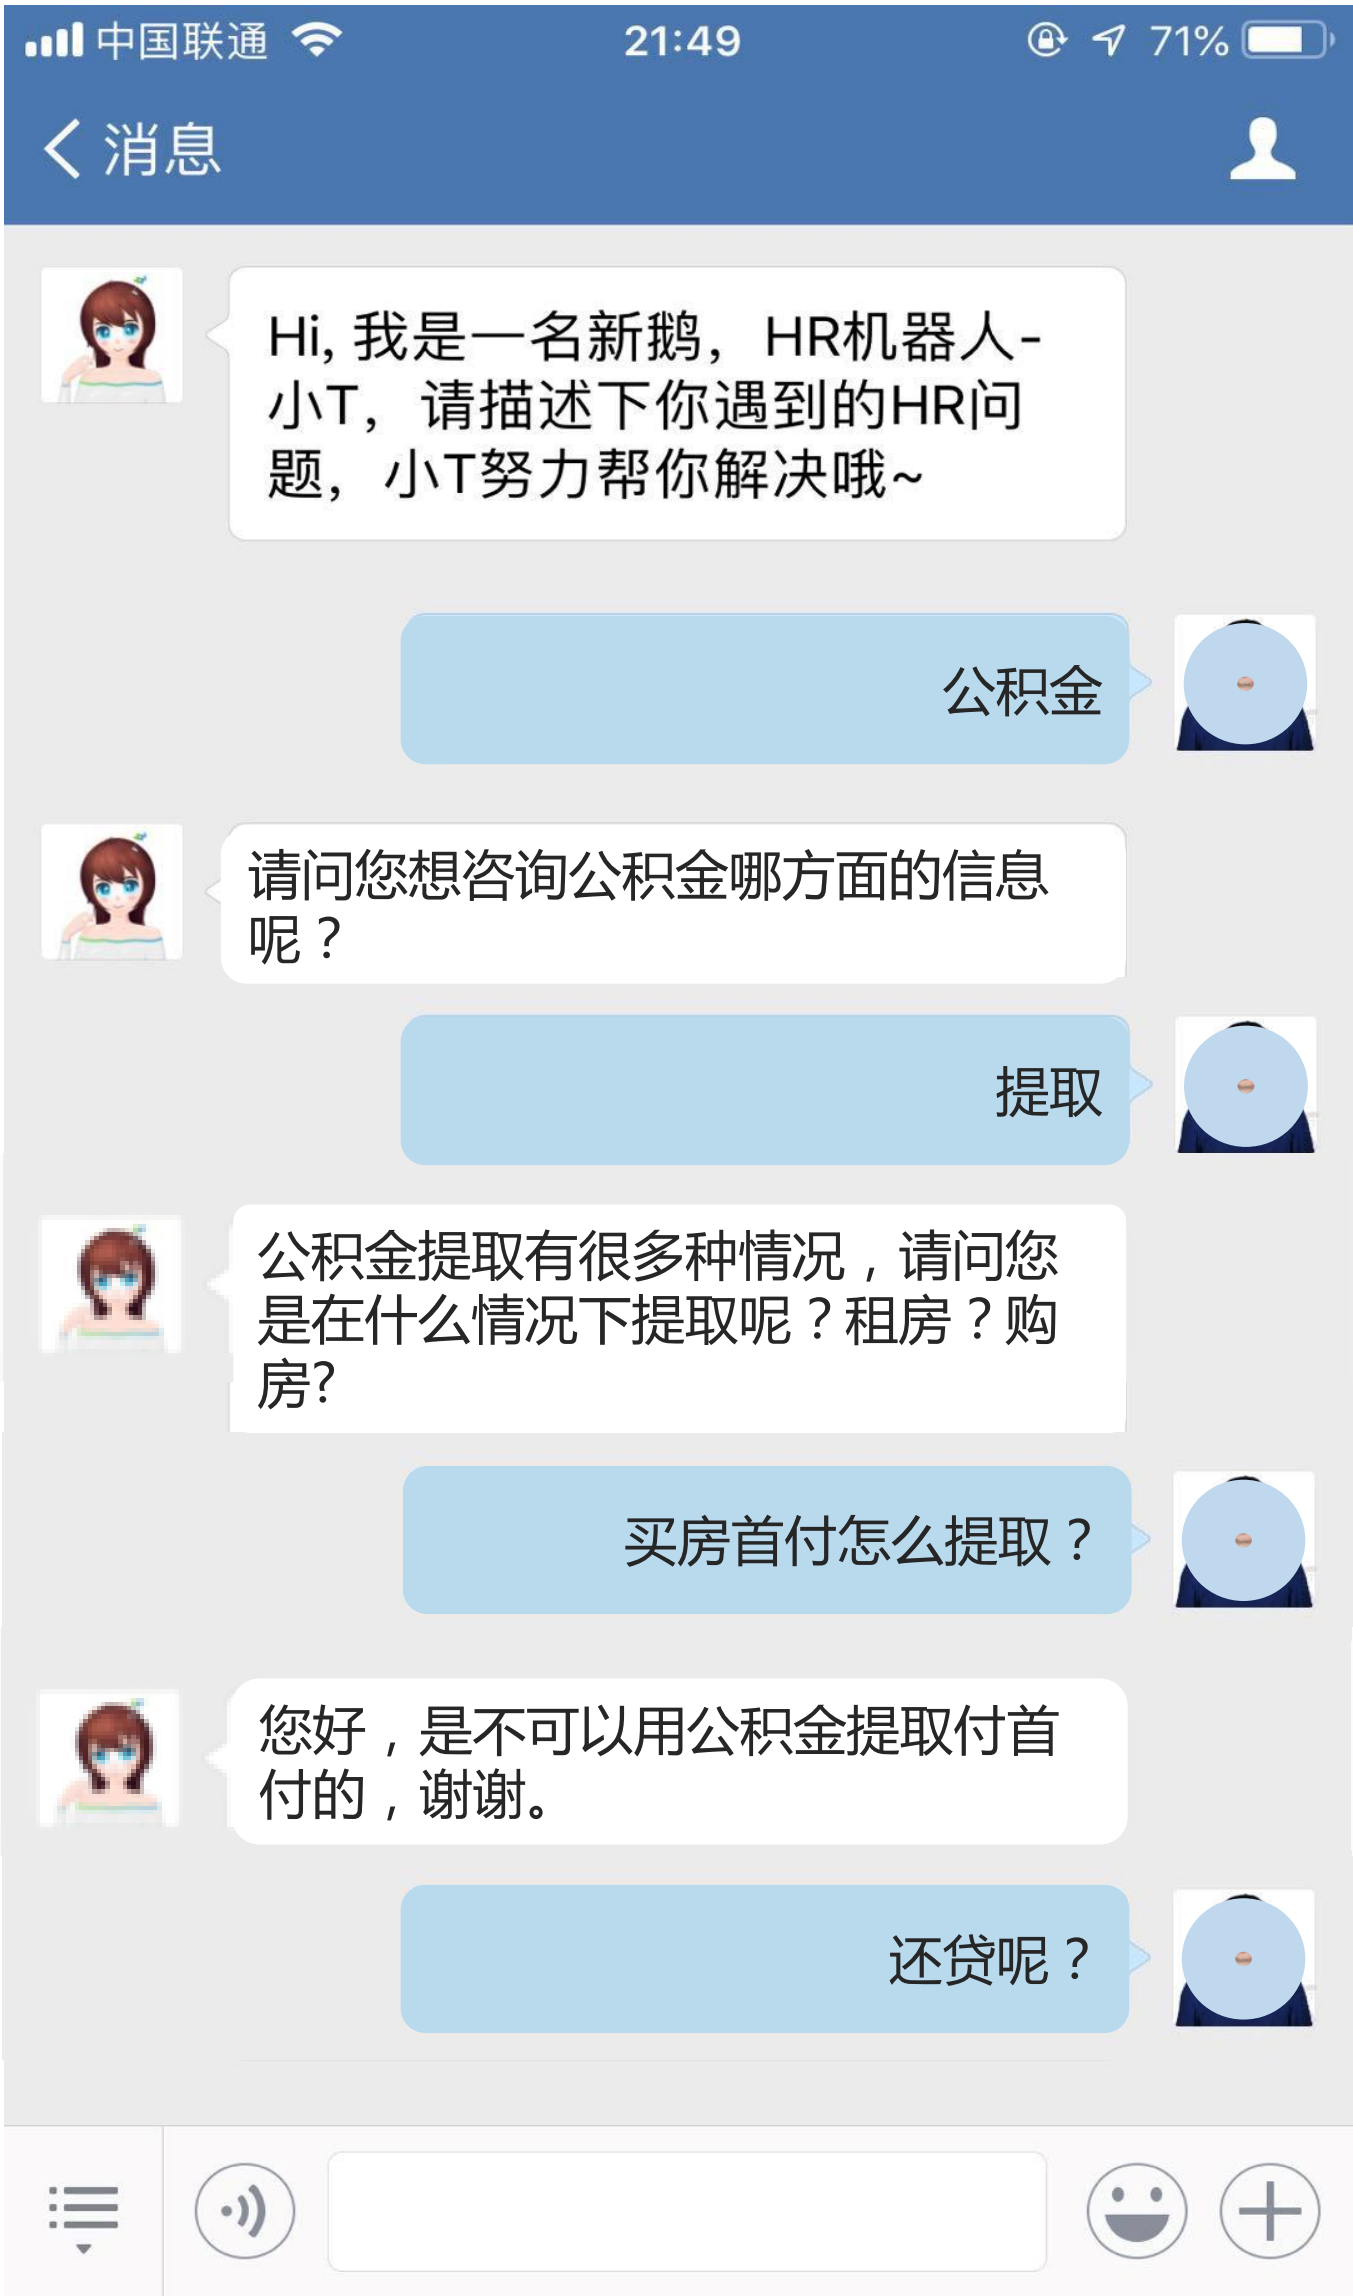 中国联通
21:49
71%
消息
Hi, 我是一名新鹅，HR机器人-
小T，请描述下你遇到的HR问
题，小T努力帮你解决哦~
公积金
请问您想咨询公积金哪方面的信息
呢？
提取
公积金提取有很多种情况，请问您
是在什么情况下提取呢？租房？购
房?
买房首付怎么提取？
您好，是不可以用公积金提取付首
付的，谢谢。
还贷呢？